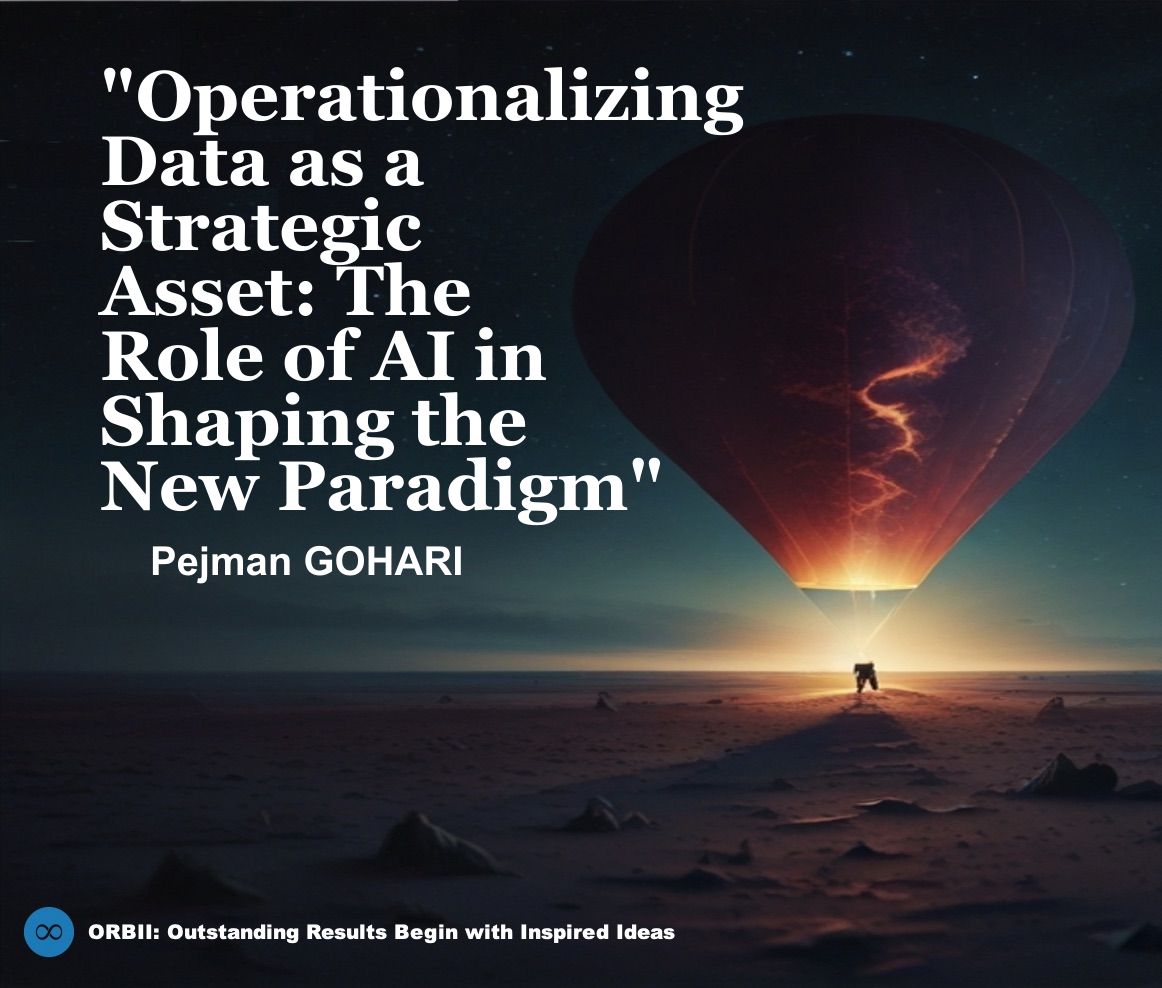 "Operationalizing
Data as a
Strategic
Asset: The
Role of AI in
Shaping the
New Paradigm"
Pejman GOHARI
ORBII: Outstanding Results Begin with Inspired Ideas